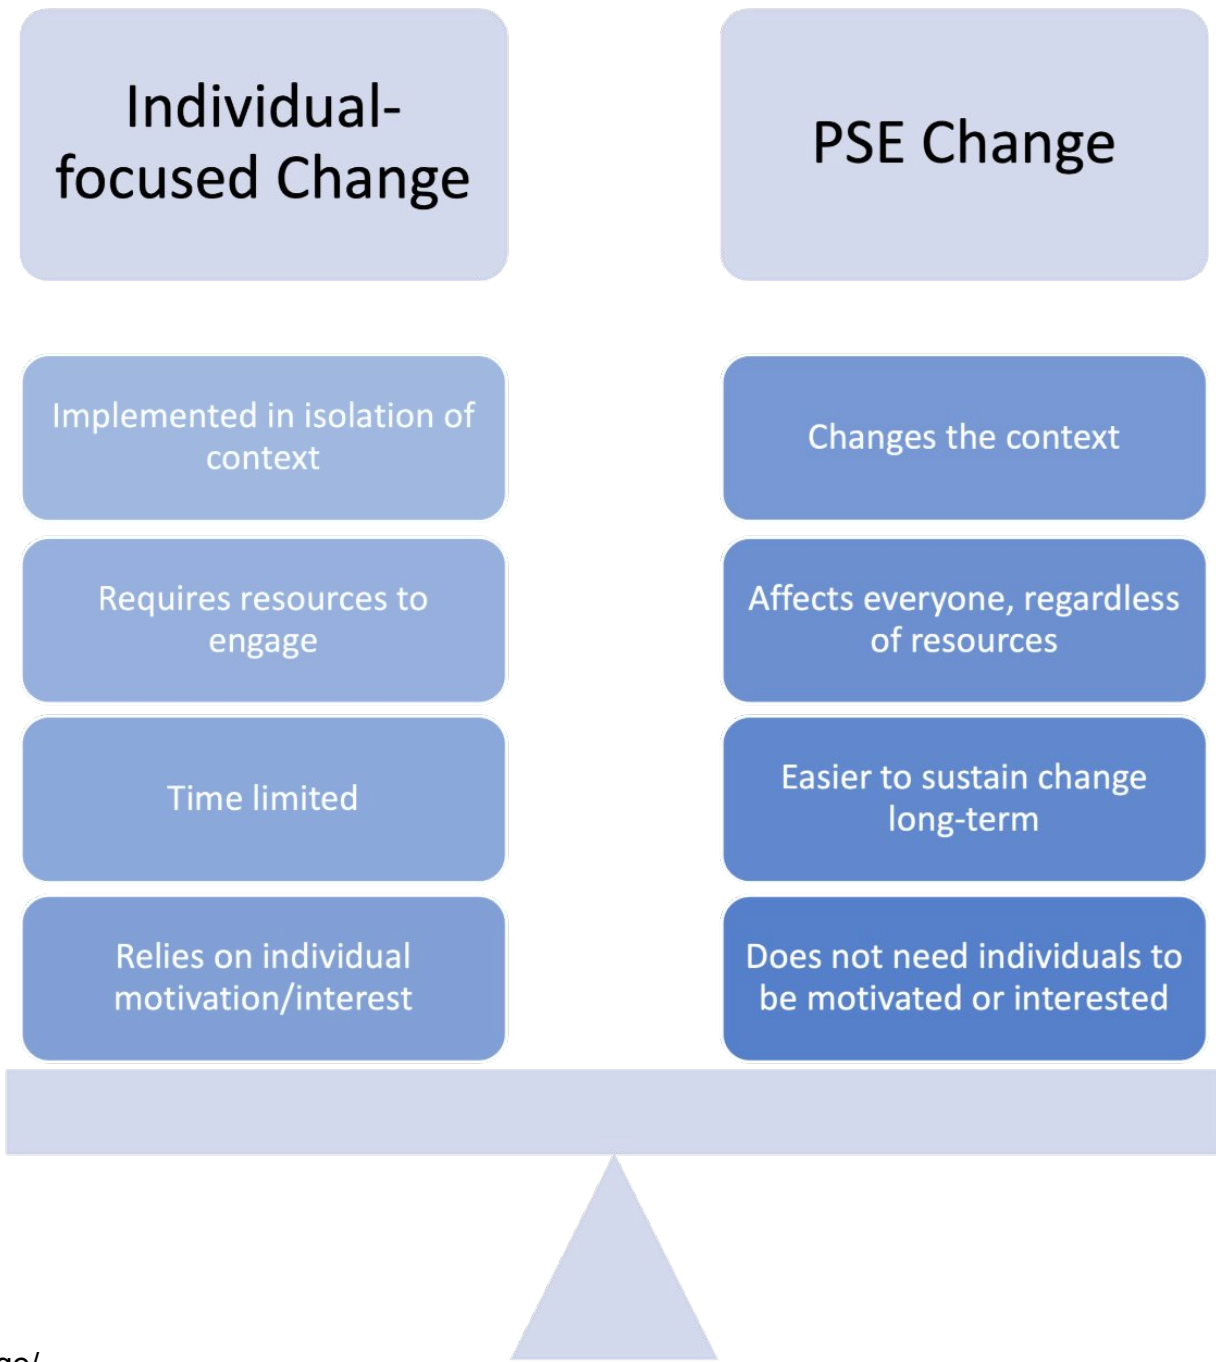 Individual-
focused Change
PSE Change
Implemented in isolation of
context
Changes the context
Requires resources to
engage
Affects everyone, regardless
of resources
Time limited
Easier to sustain change
long-term
Relies on individual
motivation/interest
Does not need individuals to
be motivated or interested